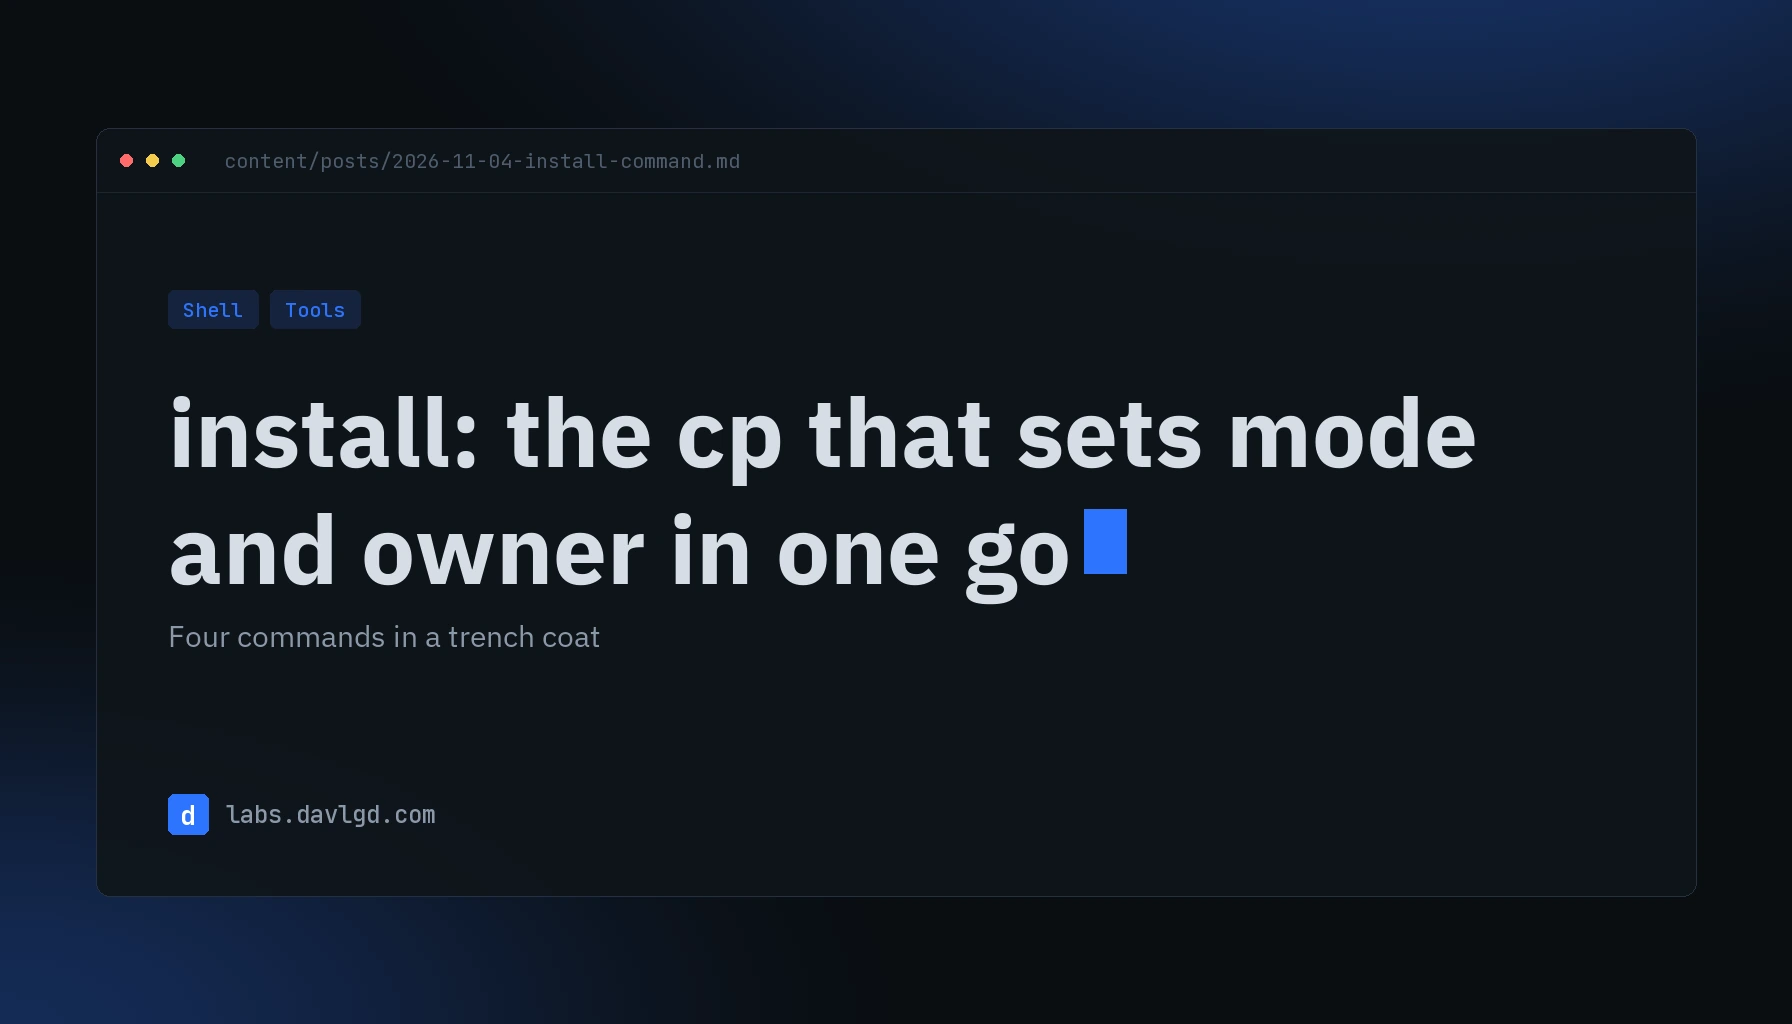 content/posts/2026-11-04-install-command.md
Shell Tools
install: the cp that sets mode
and owner in one go
Four commands in a trench coat
d labs.davlgd.com